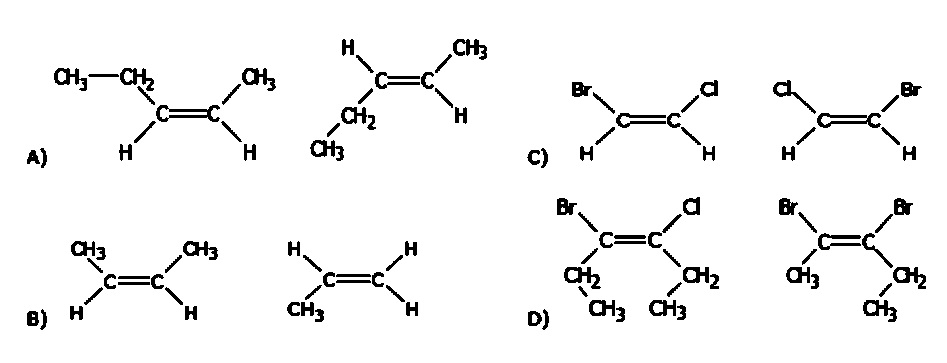 H CH₃
CH₃ CH₂ CH₃
C C
C C
CH₂ H
H H
CH₃
A)
Br Cl Cl Br
C C C C
H H H H
C)
CH₃ CH₃ H H
C C C C
H H CH₃ H
B)
Br Cl Br Br
C C C C
CH₂ CH₂ CH₃ CH₂
CH₃ CH₃ CH₃
D)